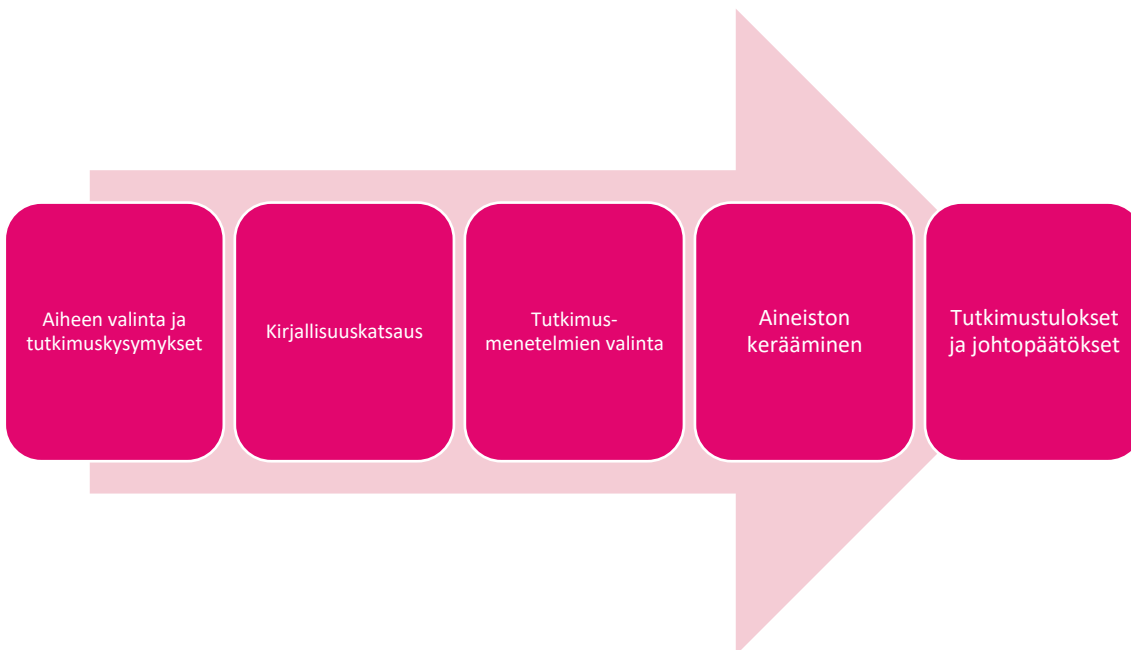 Aiheen valinta ja
tutkimuskysymykset
Kirjallisuuskatsaus
Tutkimus-
menetelmien valinta
Aineiston
kerääminen
Tutkimustulokset
ja johtopäätökset